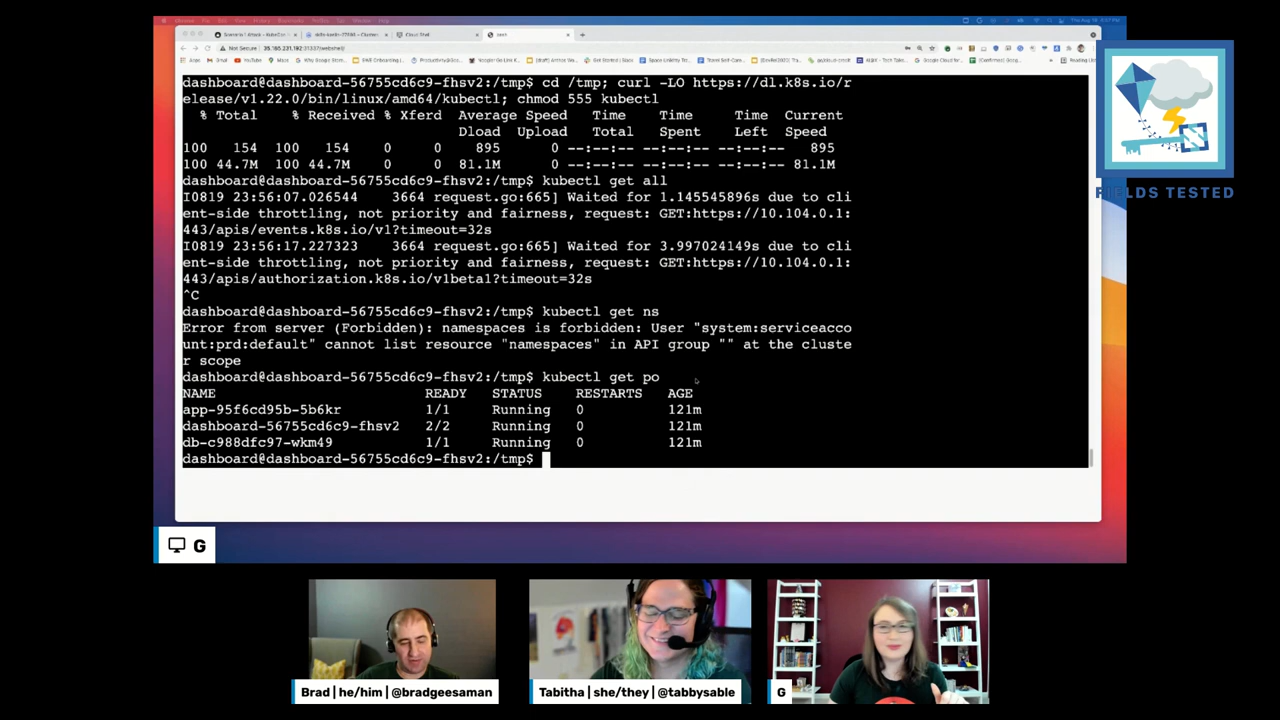 Not Secure
Cloud Shell
dashboard@dashboard-56755cd6c9-fhsv2:/tmp$ cd /tmp; curl -LO https://dl.k8s.io/r
elease/v1.22.0/bin/linux/amd64/kubectl; chmod 555 kubectl
% Total % Received % Xferd Average Speed Time Time Time Current
Dload Upload Total Spent Left Speed
100 154 100 154 0 0 895 0 --:--:-- --:--:-- --:--:-- 895
100 44.7M 100 44.7M 0 0 81.1M 0 --:--:-- --:--:-- --:--:-- 81.1M
dashboard@dashboard-56755cd6c9-fhsv2:/tmp$ kubectl get all
I0819 23:56:07.026544 3664 request.go:665] Waited for 1.145545896s due to cli
ent-side throttling, not priority and fairness, request: GET:https://10.104.0.1:
443/apis/events.k8s.io/v1?timeout=32s
I0819 23:56:17.227323 3664 request.go:665] Waited for 3.997024149s due to cli
ent-side throttling, not priority and fairness, request: GET:https://10.104.0.1:
443/apis/authorization.k8s.io/v1beta1?timeout=32s
^C
dashboard@dashboard-56755cd6c9-fhsv2:/tmp$ kubectl get ns
Error from server (Forbidden): namespaces is forbidden: User "system:serviceacco
unt:prd:default" cannot list resource "namespaces" in API group "" at the cluste
r scope
dashboard@dashboard-56755cd6c9-fhsv2:/tmp$ kubectl get po
NAME READY STATUS RESTARTS AGE
app-95f6cd95b-5b6kr 1/1 Running 0 121m
dashboard-56755cd6c9-fhsv2 2/2 Running 0 121m
db-c988dfc97-wkm49 1/1 Running 0 121m
dashboard@dashboard-56755cd6c9-fhsv2:/tmp$
FIELDS TESTED
G
Brad | he/him | @bradgeesaman
Tabitha | she/they | @tabbysable
G